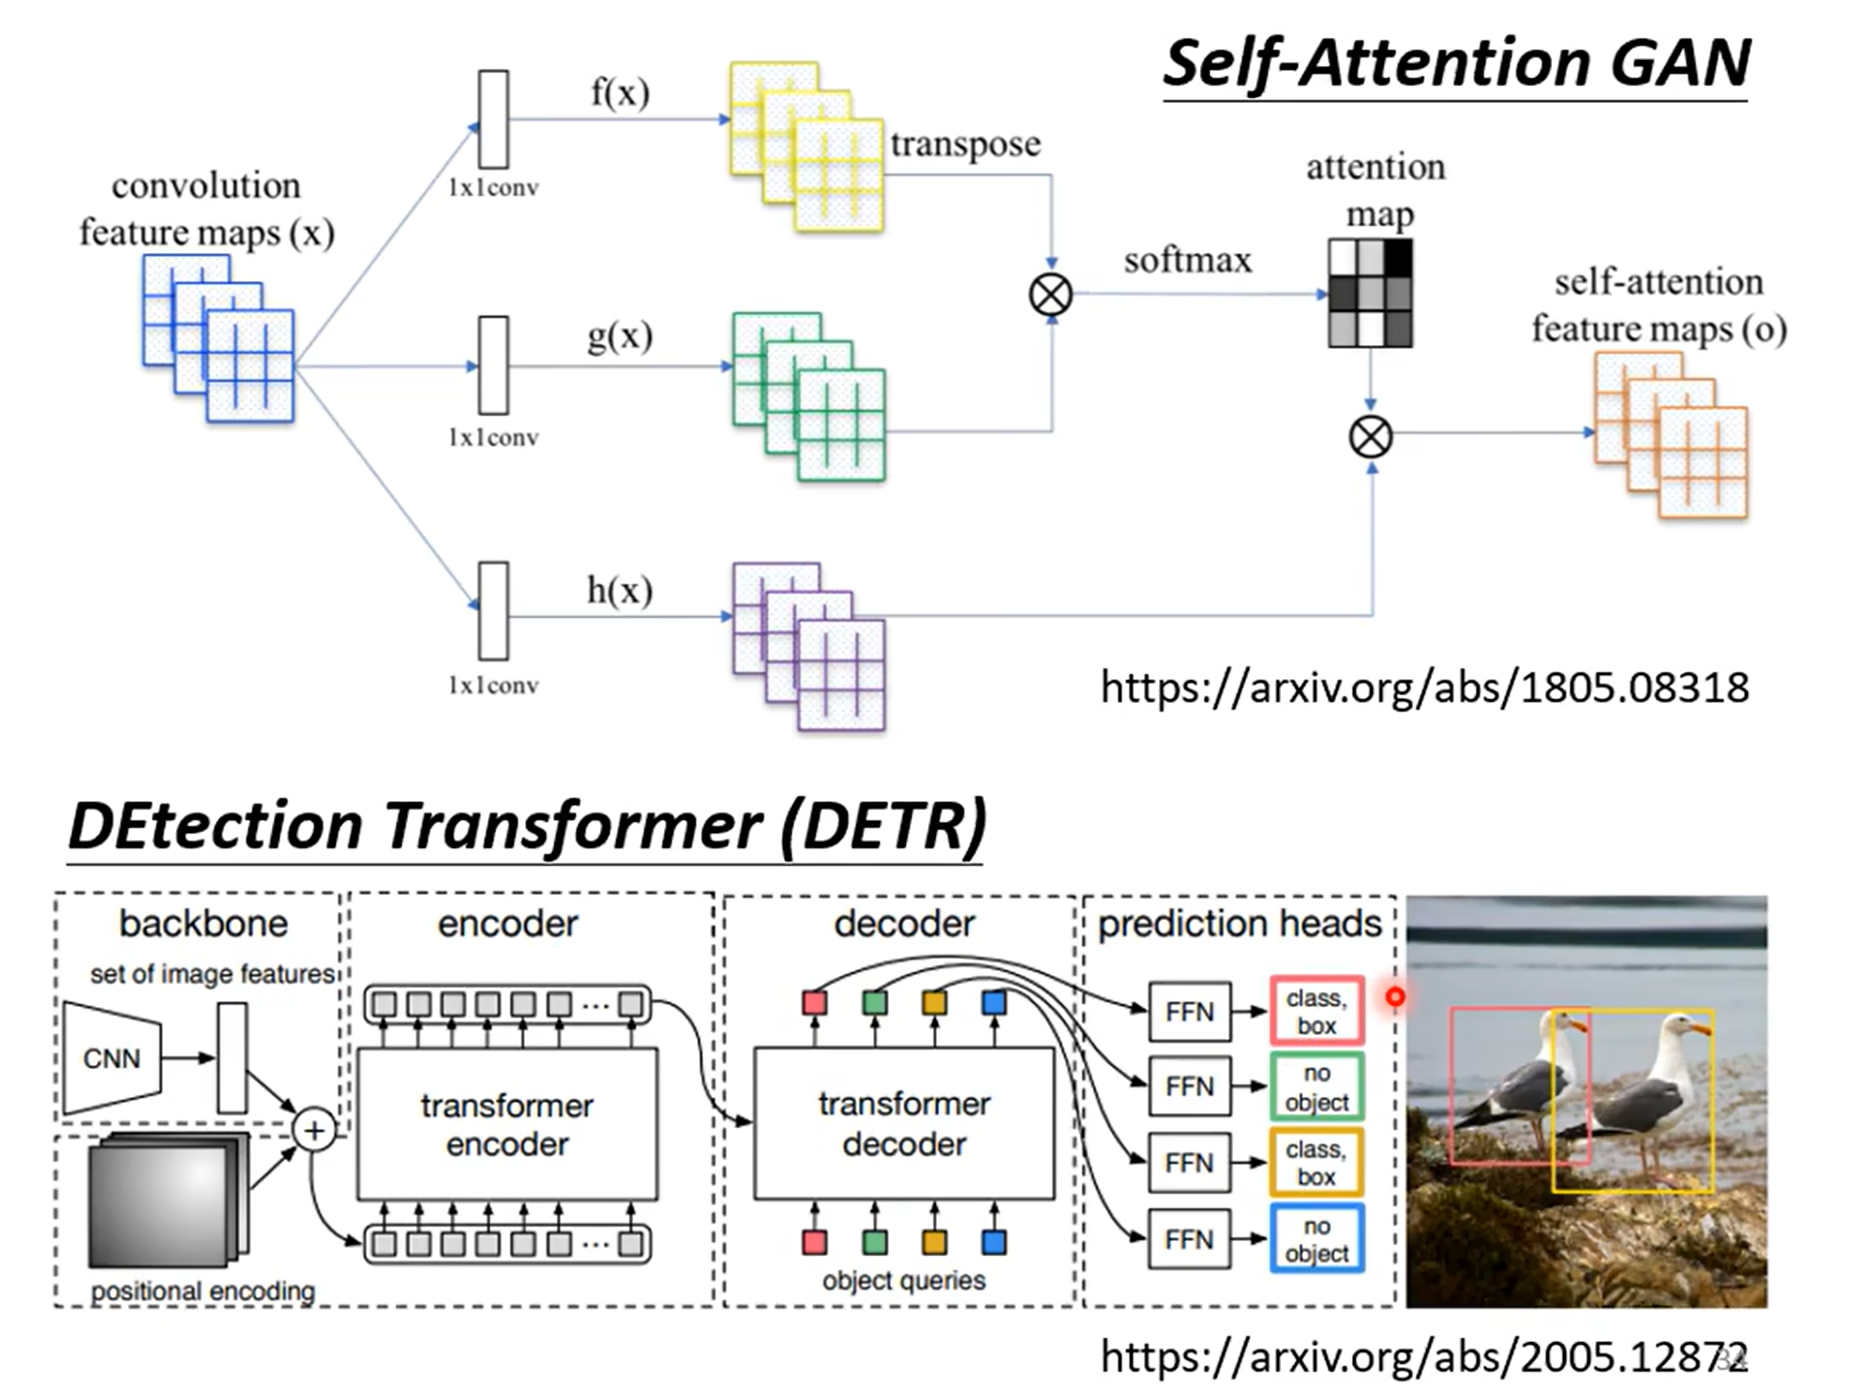 Self-Attention GAN
convolution
feature maps (x)
f(x)
1x1conv
transpose
g(x)
1x1conv
h(x)
1x1conv
softmax
attention
map
self-attention
feature maps (o)
https://arxiv.org/abs/1805.08318
DEtection Transformer (DETR)
backbone
set of image features
CNN
+
positional encoding
encoder
...
transformer
encoder
...
decoder
transformer
decoder
object queries
prediction heads
FFN
class,
box
FFN
no
object
FFN
class,
box
FFN
no
object
https://arxiv.org/abs/2005.12872
34